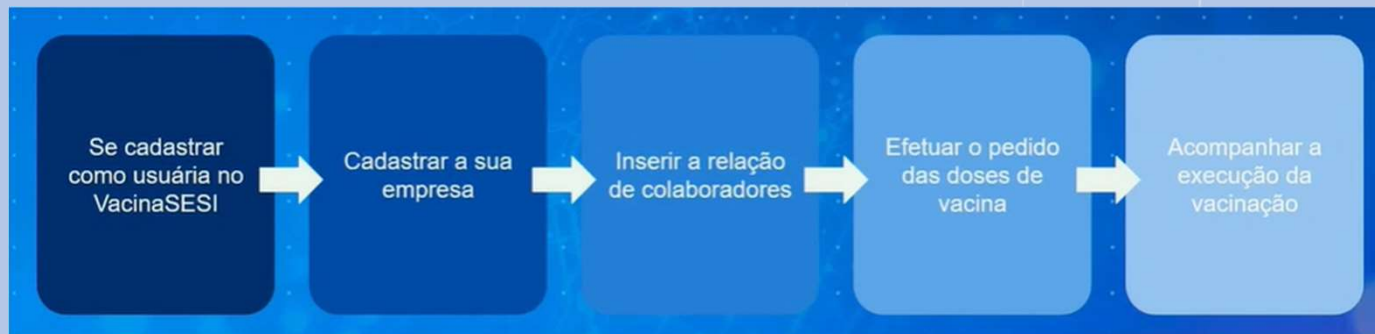 Se cadastrar
como usuária no
VacinaSESI
Cadastrar a sua
empresa
Inserir a relação
de colaboradores
Efetuar o pedido
das doses de
vacina
Acompanhar a
execução da
vacinação